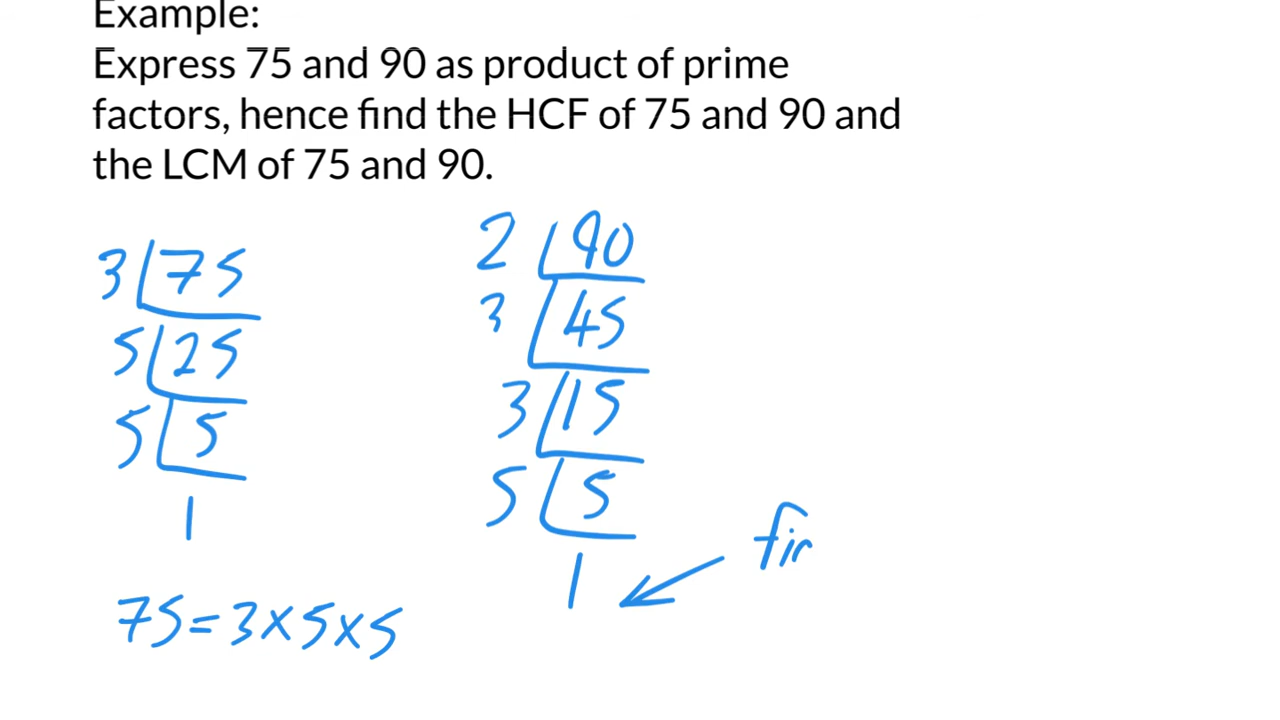 Example:
Express 75 and 90 as product of prime
factors, hence find the HCF of 75 and 90 and
the LCM of 75 and 90.
3 75
5 25
5 5
1
75=3×5×5
2 90
3 45
3 15
5 5
1
fin